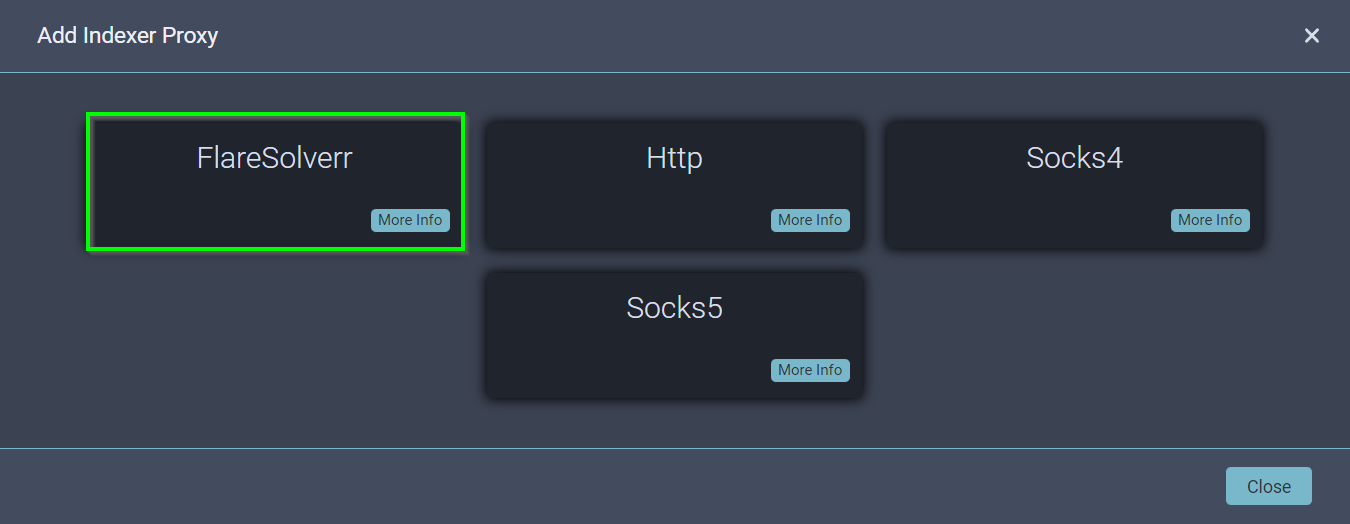 Add Indexer Proxy
FlareSolverr
More Info
Http
More Info
Socks4
More Info
Socks5
More Info
Close